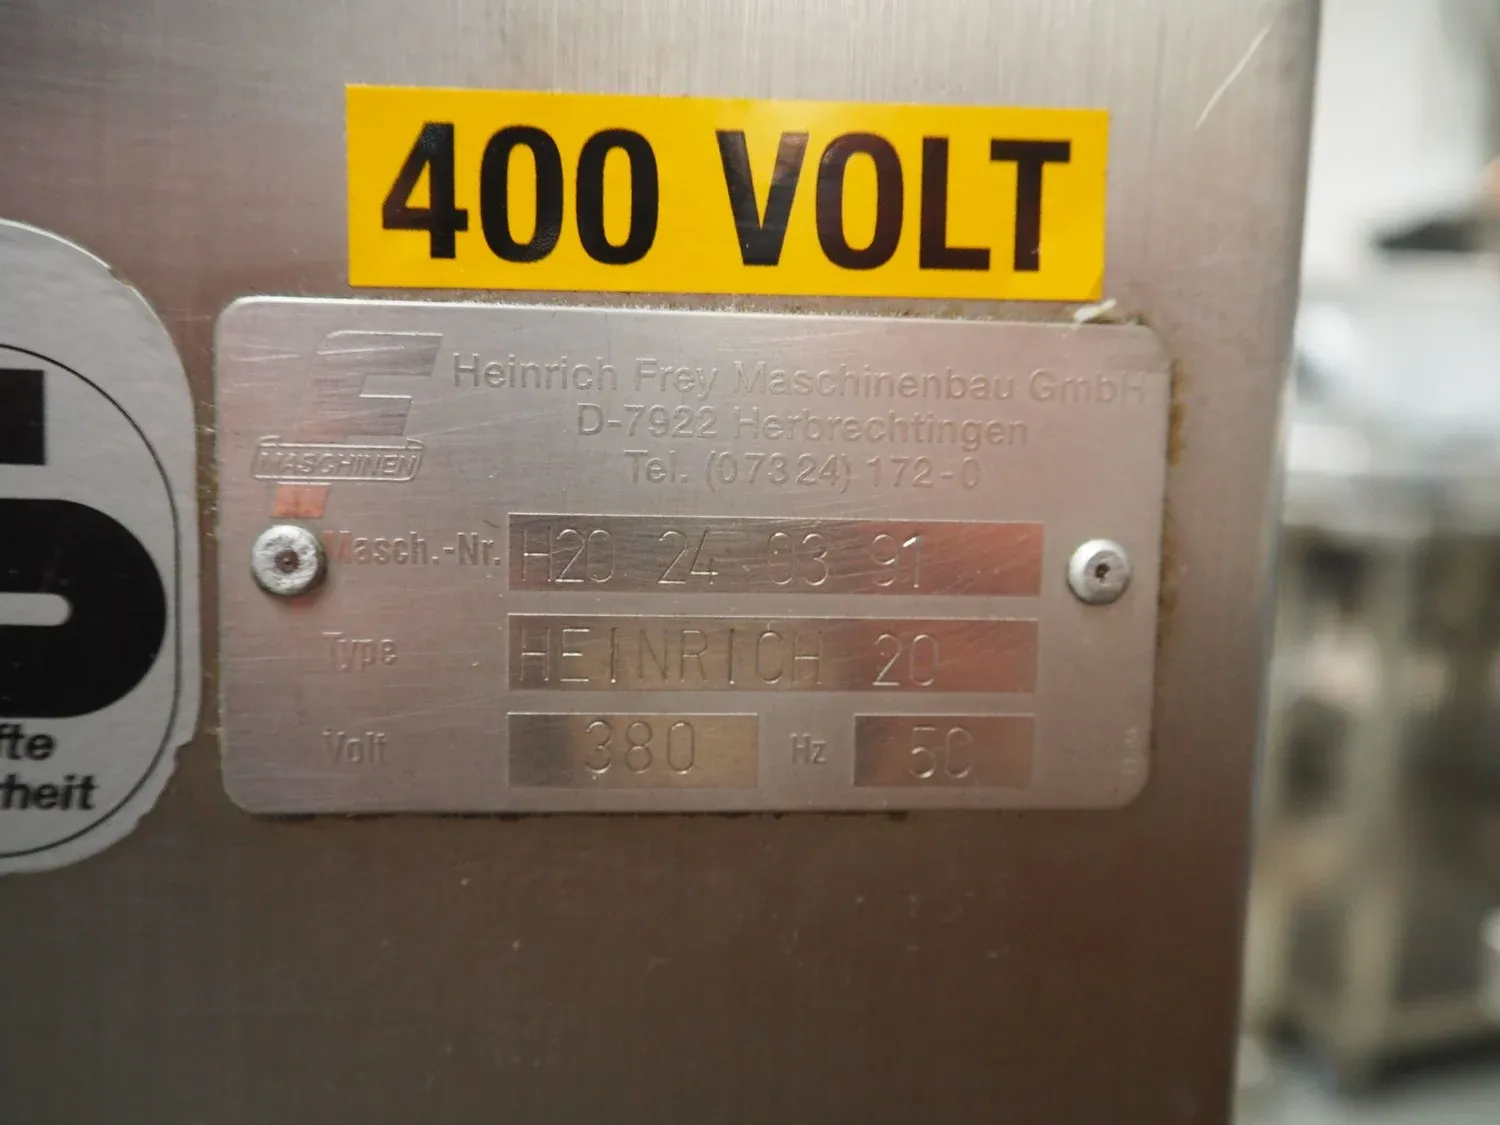 400 VOLT
Heinrich Frey Maschinenbau GmbH
D-7922 Herbrechtingen
Tel. (07324) 172-0
MASCHINEN
Masch.-Nr. H20 24 03 91
Type HEINRICH 20
Volt 380 Hz 50
fte
heit